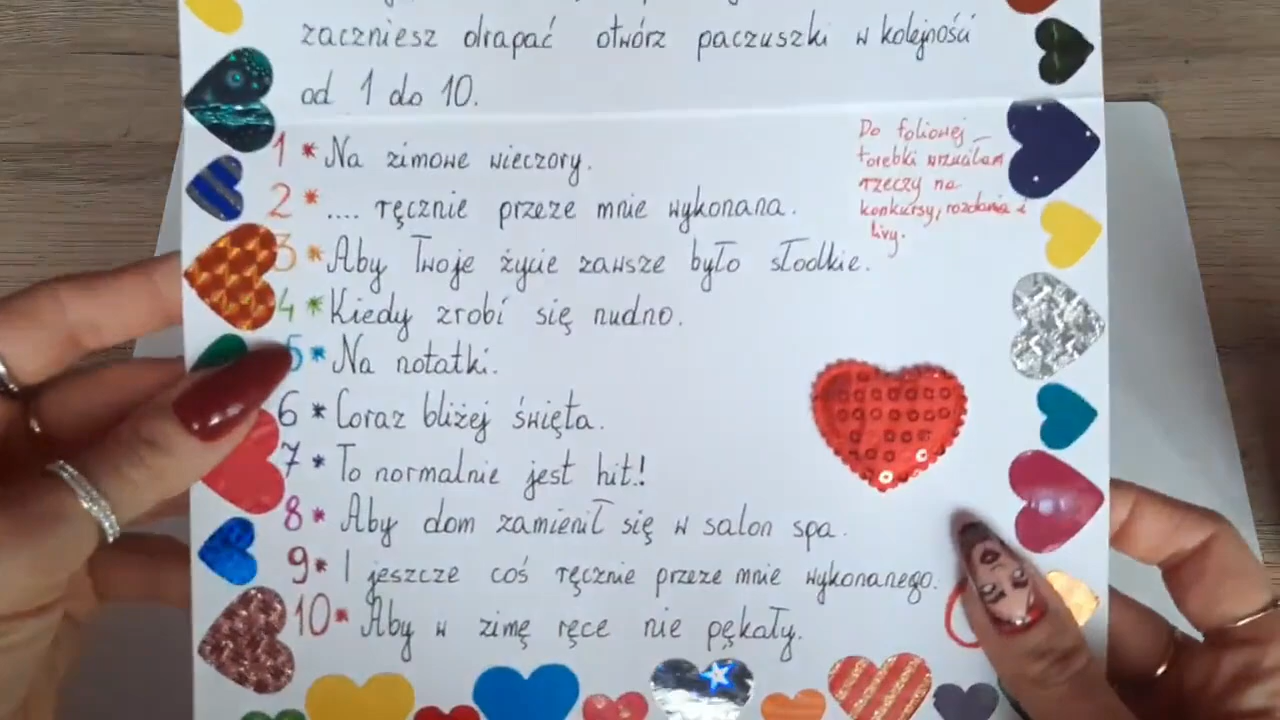 zaczniesz drapać otwórz paczuszki w kolejności
od 1 do 10.
1 * Na zimowe wieczory.
2 * .... ręcznie przeze mnie wykonana.
3 * Aby Twoje życie zawsze było słodkie.
4 * Kiedy zrobi się nudno.
5 * Na notatki.
6 * Coraz bliżej święta.
7 * To normalnie jest hit!
8 * Aby dom zamienił się w salon spa.
9 * I jeszcze coś ręcznie przeze mnie wykonanego.
10 * Aby w zimę ręce nie pękały.
Do foliowej
torebki wrzuciłam
rzeczy na
konkursy, rozdania i
livy.